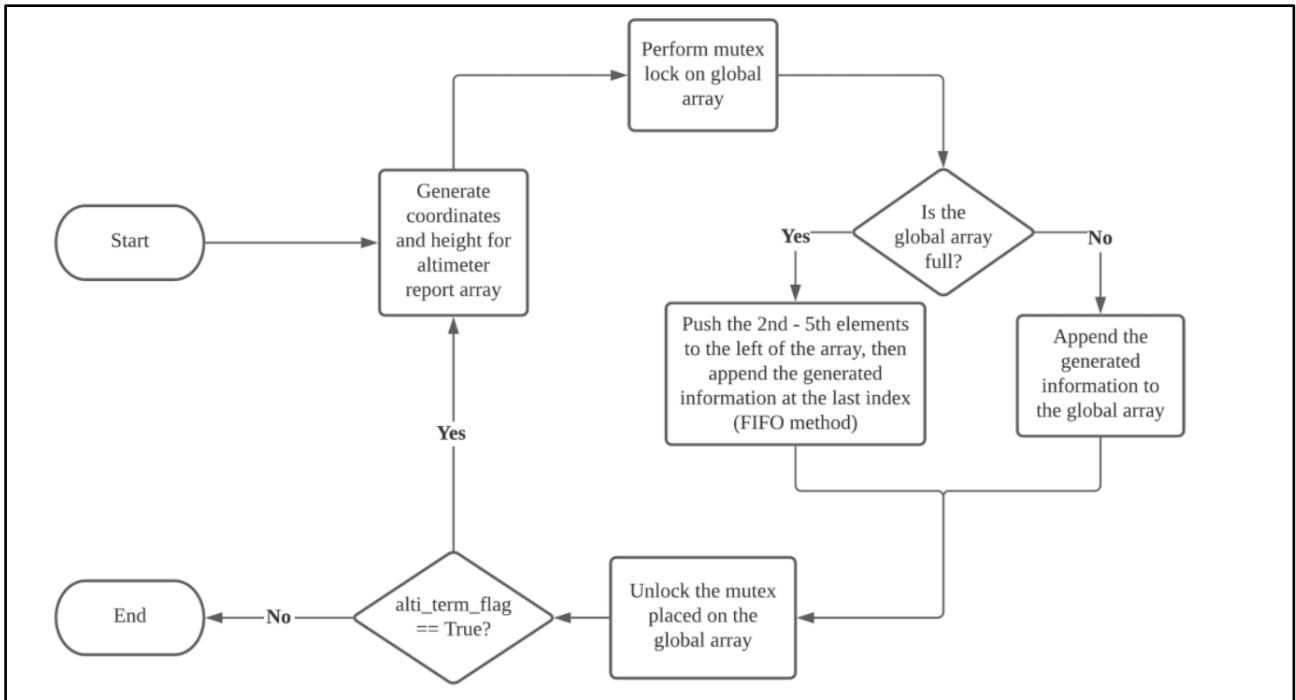 Start
Generate
coordinates
and height for
altimeter
report array
Perform mutex
lock on global
array
Is the
global array
full?
Yes
No
Push the 2nd - 5th elements
to the left of the array, then
append the generated
information at the last index
(FIFO method)
Append the
generated
information to
the global array
Unlock the mutex
placed on the
global array
alti_term_flag
== True?
Yes
No
End